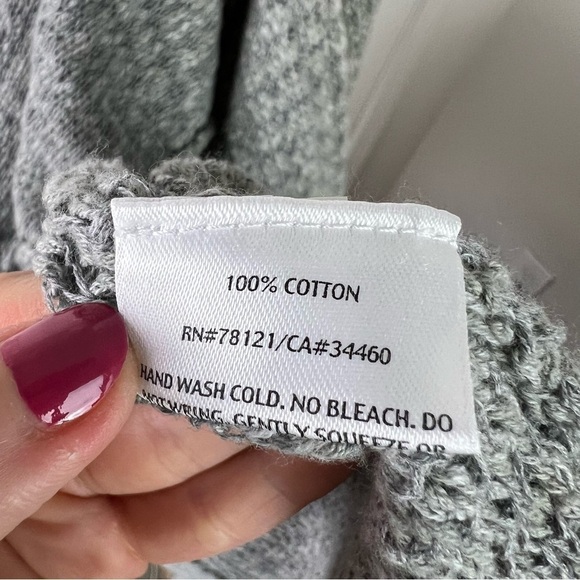 100% COTTON
RN#78121/CA#34460
HAND WASH COLD. NO BLEACH. DO
NOT WRING. GENTLY SQUEEZE OR